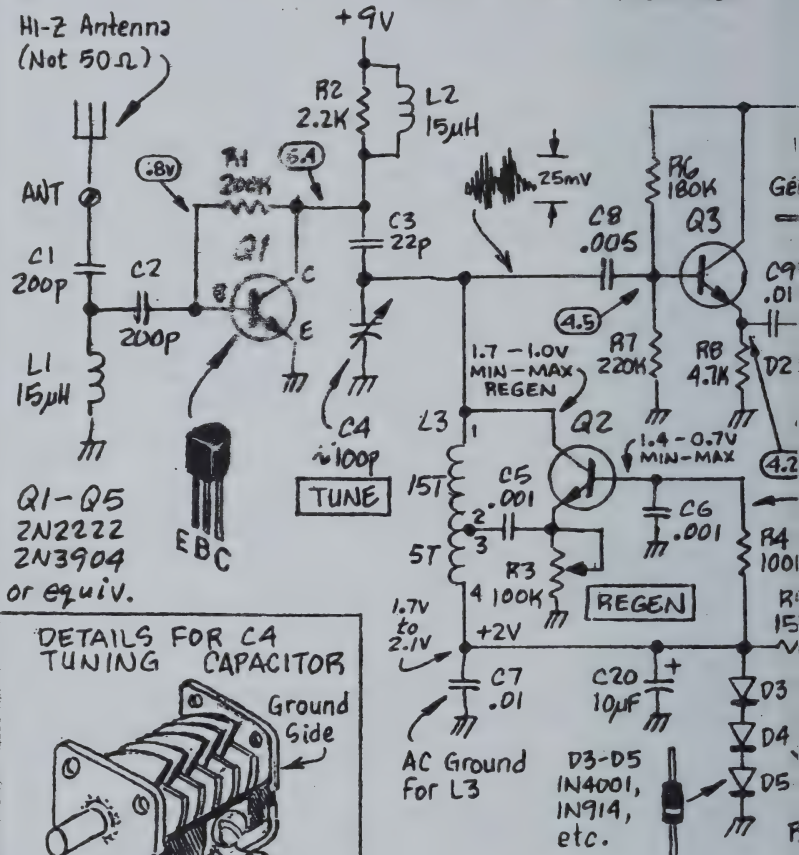 HI-Z Antenna
(Not 50Ω)
+9V
R2
2.2K
L2
15μH
.8V
R1
200K
ANT
C3
22p
25mV
R6
180K
C8
.005
Q3
Q1
C1
200p
C2
200p
B
C
E
C9
.01
4.5
L1
15μH
C4
≈100p
TUNE
1.7 - 1.0V
MIN-MAX
REGEN
R7
220K
R8
4.7K
D2
L3
1
Q2
1.4 - 0.7V
MIN-MAX
4.2
15T
C5
.001
2
3
5T
4
C6
.001
R4
R3
100K
REGEN
Q1-Q5
2N2222
2N3904
or equiv.
E B C
1.7V
to
2.1V
+2V
C7
.01
C20
10μF
+
D3
D4
D5
AC Ground
for L3
D3-D5
1N4001,
1N914,
etc.
DETAILS FOR C4
TUNING CAPACITOR
Ground
Side